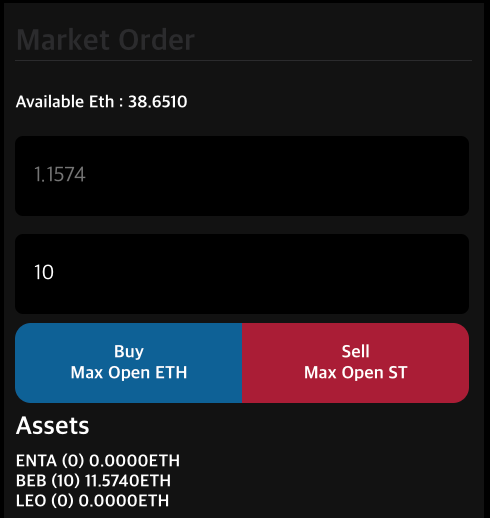 Market Order
Available Eth : 38.6510
1.1574
10
Buy
Max Open ETH
Sell
Max Open ST
Assets
ENTA (0) 0.0000ETH
BEB (10) 11.5740ETH
LEO (0) 0.0000ETH